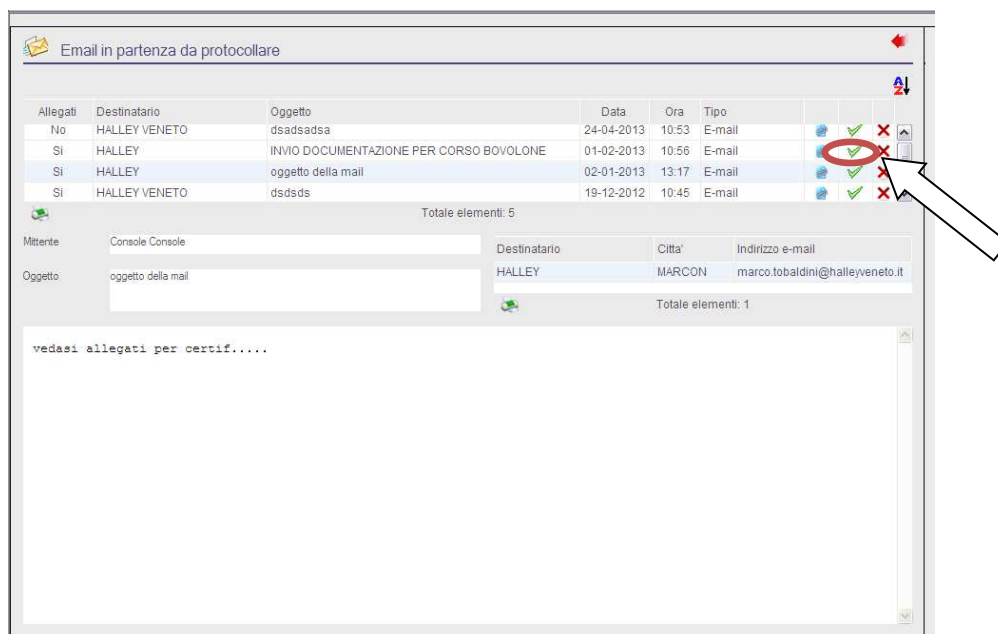 Email in partenza da protocollare
Allegati Destinatario Oggetto Data Ora Tipo
No HALLEY VENETO dsadsadsa 24-04-2013 10:53 E-mail
Si HALLEY INVIO DOCUMENTAZIONE PER CORSO BOVOLONE 01-02-2013 10:56 E-mail
Si HALLEY oggetto della mail 02-01-2013 13:17 E-mail
Si HALLEY VENETO dsdsds 19-12-2012 10:45 E-mail
Totale elementi: 5
Mittente Console Console
Oggetto oggetto della mail
Destinatario Citta' Indirizzo e-mail
HALLEY MARCON marco.tobaldini@halleyveneto.it
Totale elementi: 1
vedasi allegati per certif.....